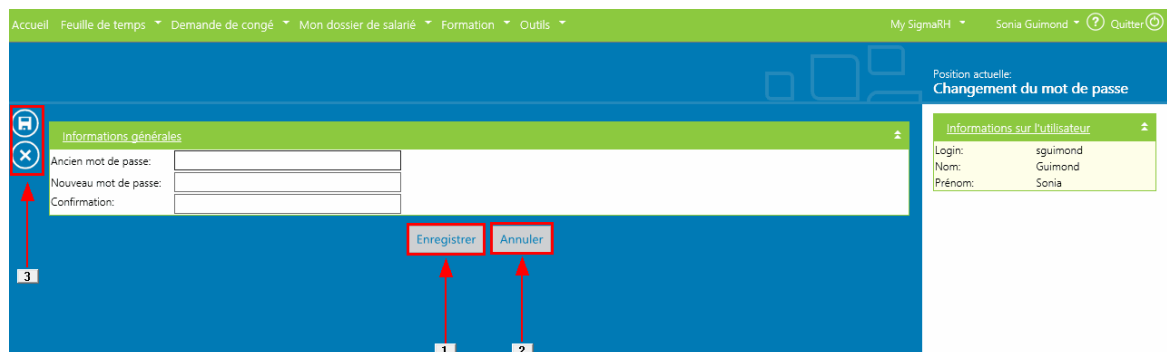 Accueil Feuille de temps Demande de congé Mon dossier de salarié Formation Outils My SigmaRH Sonia Guimond ? Quitter
Position actuelle:
Changement du mot de passe
Informations générales
Ancien mot de passe:
Nouveau mot de passe:
Confirmation:
Enregistrer Annuler
3
1 2
Informations sur l'utilisateur
Login: sguimond
Nom: Guimond
Prénom: Sonia